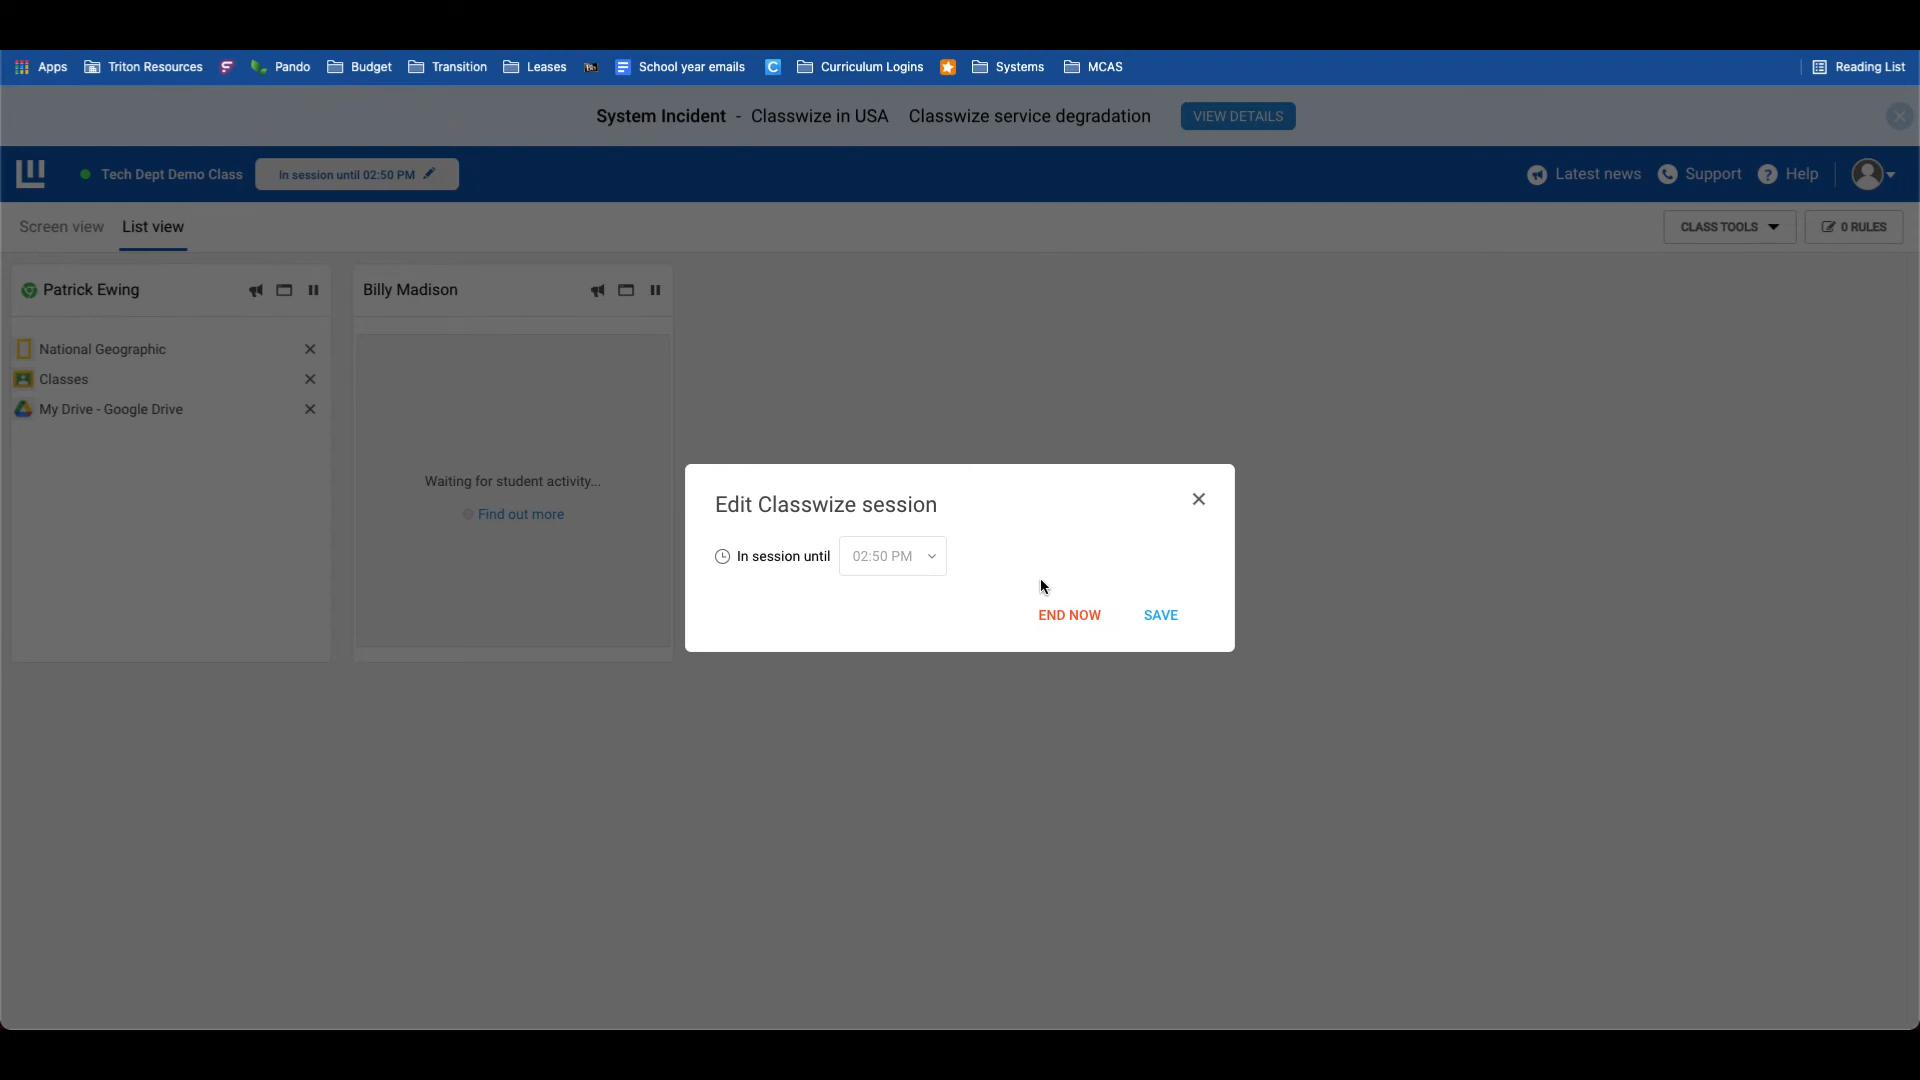 Apps Triton Resources Pando Budget Transition Leases School year emails Curriculum Logins Systems MCAS Reading List
System Incident - Classwize in USA Classwize service degradation VIEW DETAILS
Tech Dept Demo Class In session until 02:50 PM Latest news Support Help
Screen view List view CLASS TOOLS 0 RULES
Patrick Ewing Billy Madison
National Geographic
Classes
My Drive - Google Drive
Waiting for student activity...
Find out more
Edit Classwize session
In session until 02:50 PM
END NOW SAVE